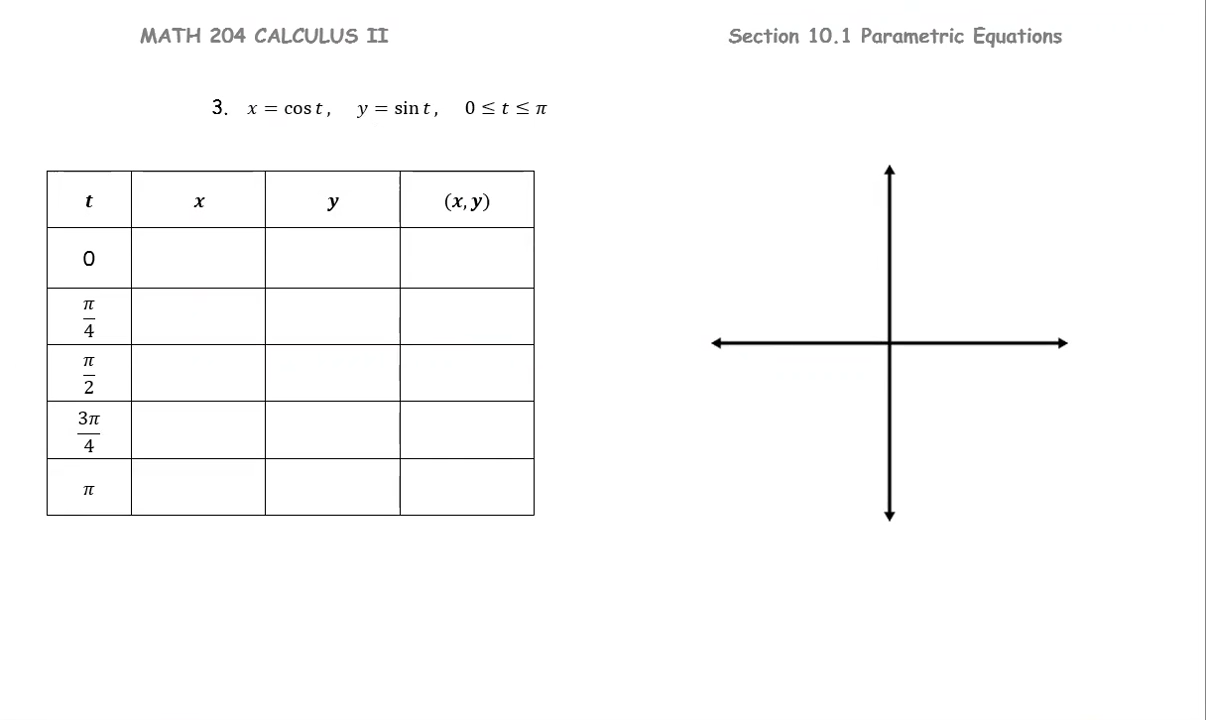 MATH 204 CALCULUS II
Section 10.1 Parametric Equations
3. x = cos t, y = sin t, 0 ≤ t ≤ π
t x y (x, y)
0
π/4
π/2
3π/4
π